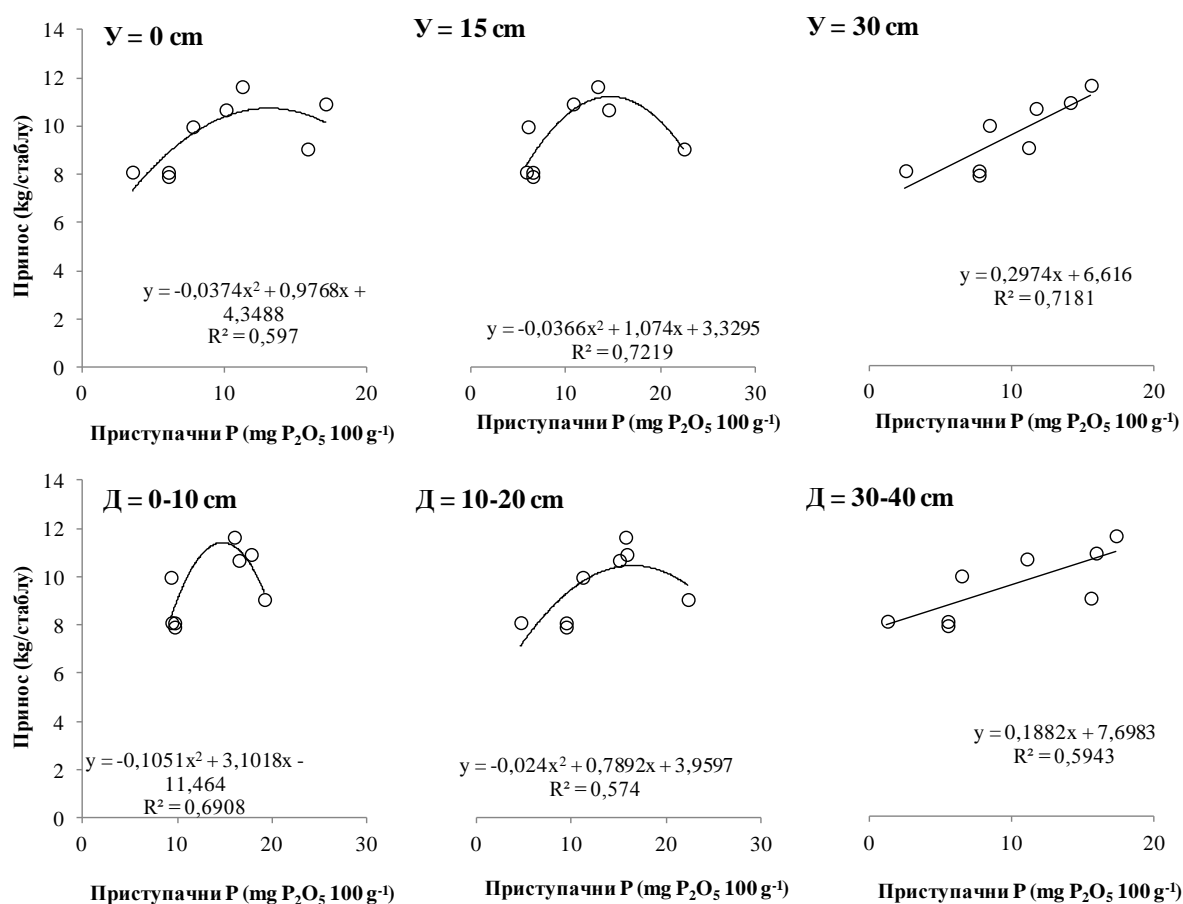 У = 0 cm
Принос (kg/стаблу)
14
12
10
8
6
4
2
0
y = -0,0374x² + 0,9768x +
4,3488
R² = 0,597
0 10 20
Приступачни P (mg P₂O₅ 100 g⁻¹)
У = 15 cm
y = -0,0366x² + 1,074x + 3,3295
R² = 0,7219
0 10 20 30
Приступачни P (mg P₂O₅ 100 g⁻¹)
У = 30 cm
y = 0,2974x + 6,616
R² = 0,7181
0 10 20
Приступачни P (mg P₂O₅ 100 g⁻¹)
Д = 0-10 cm
Принос (kg/стаблу)
14
12
10
8
6
4
2
0
y = -0,1051x² + 3,1018x -
11,464
R² = 0,6908
0 10 20 30
Приступачни P (mg P₂O₅ 100 g⁻¹)
Д = 10-20 cm
y = -0,024x² + 0,7892x + 3,9597
R² = 0,574
0 10 20 30
Приступачни P (mg P₂O₅ 100 g⁻¹)
Д = 30-40 cm
y = 0,1882x + 7,6983
R² = 0,5943
0 10 20
Приступачни P (mg P₂O₅ 100 g⁻¹)